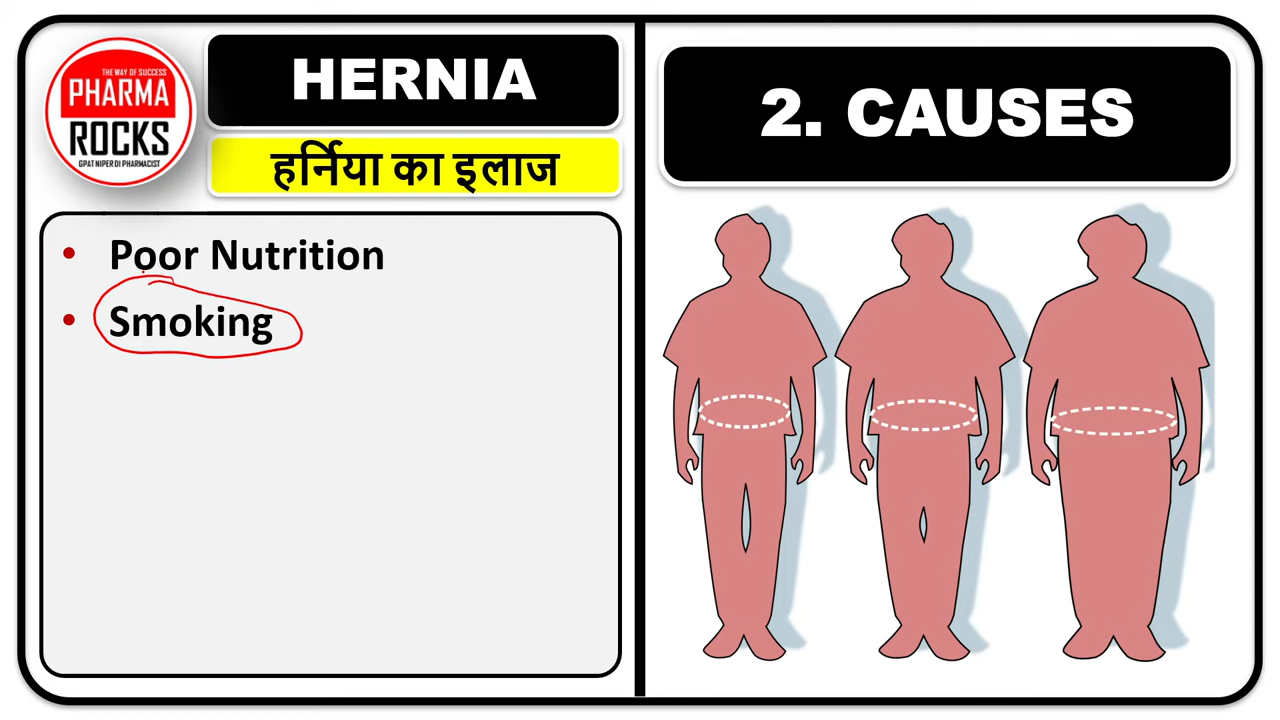 THE WAY OF SUCCESS
PHARMA
ROCKS
GPAT NIPER DI PHARMACIST
HERNIA
हर्निया का इलाज
• Poor Nutrition
• Smoking
2. CAUSES